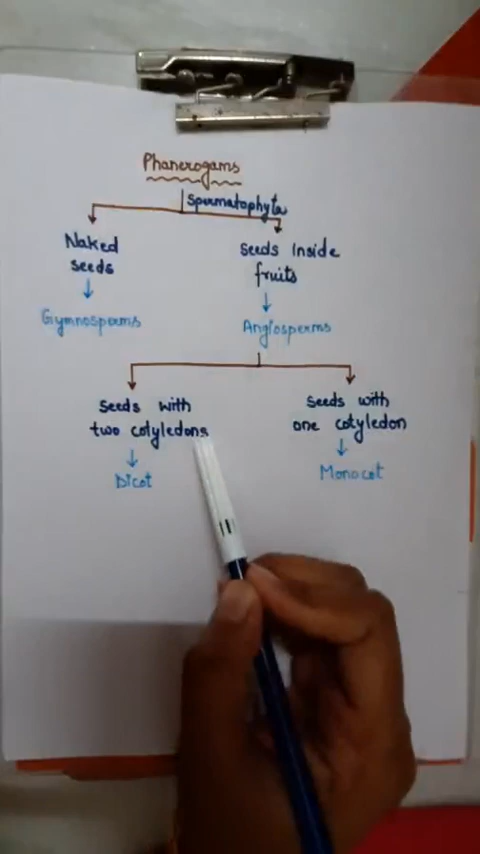 Phanerogams
Spermatophyta
Naked
seeds
Seeds Inside
fruits
Gymnosperms
Angiosperms
Seeds with
two cotyledons
Seeds with
one cotyledon
Dicot
Monocot